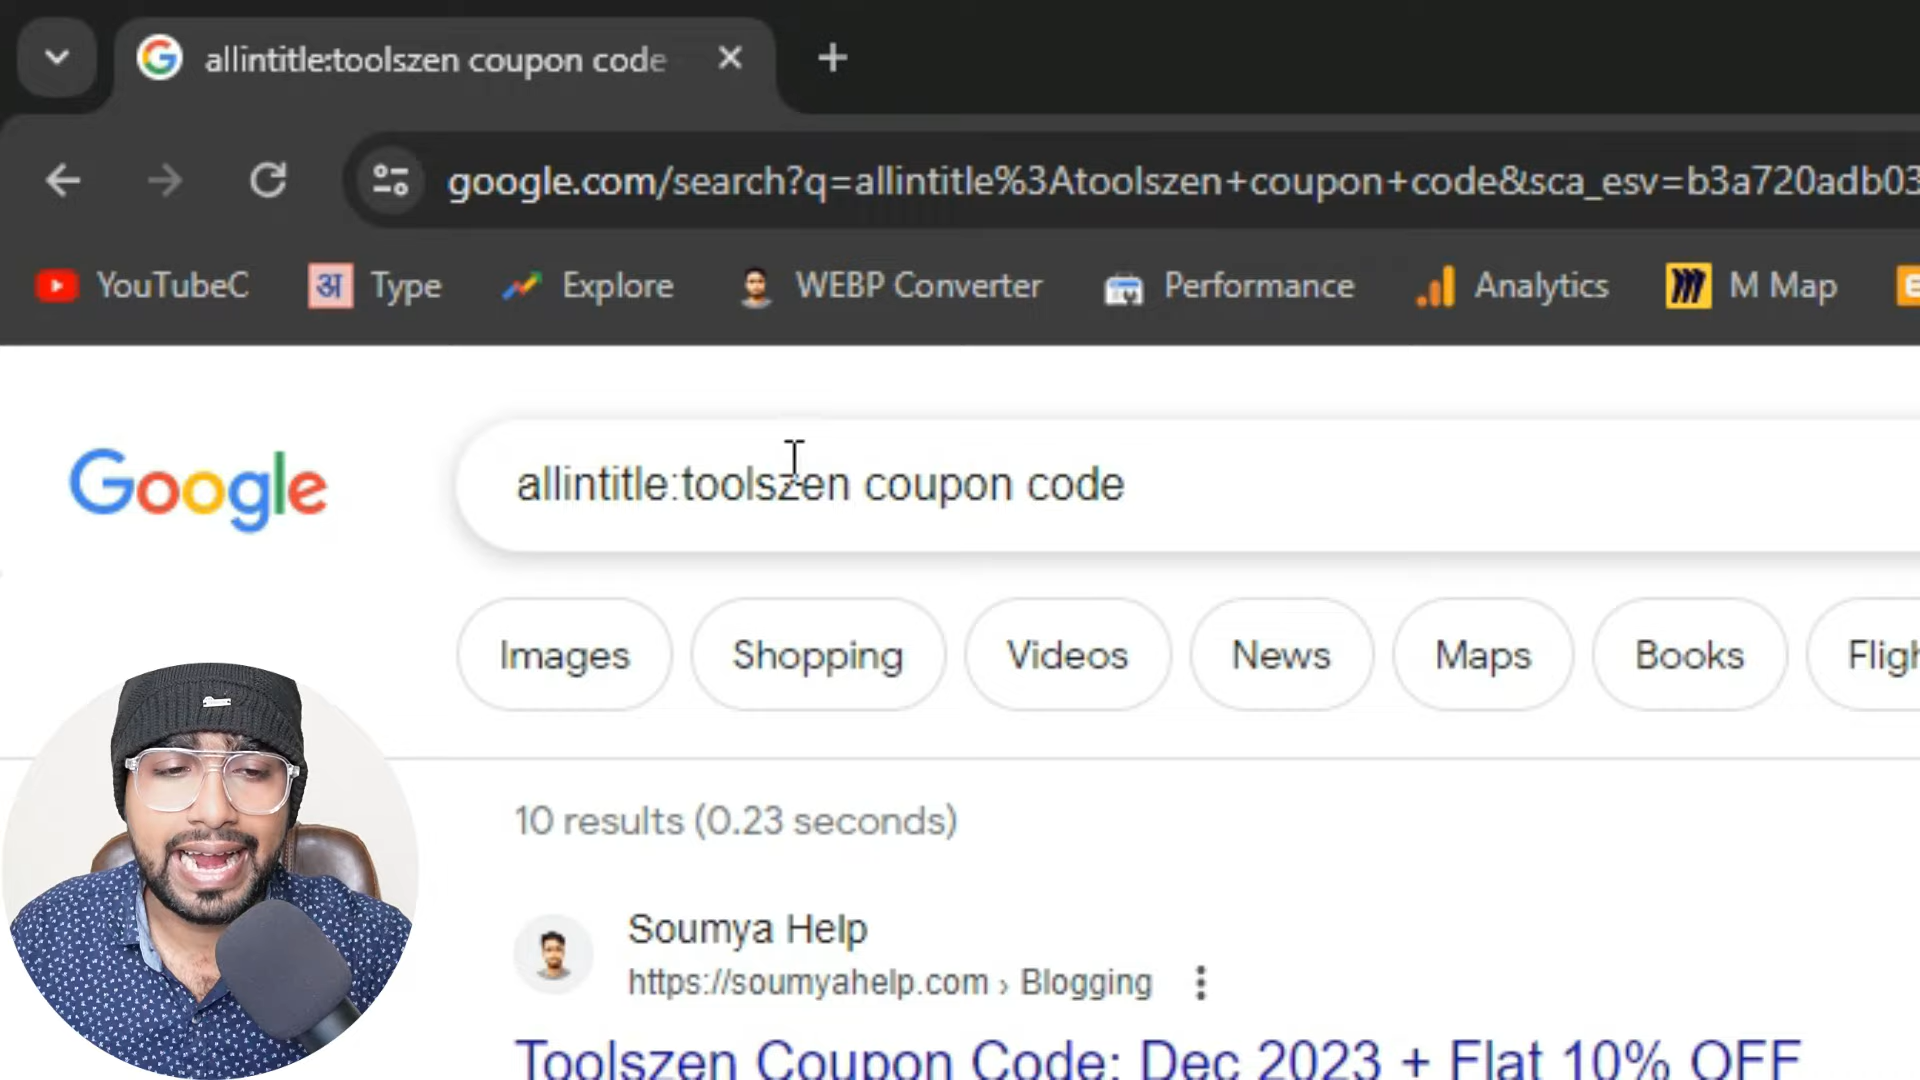 allintitle:toolszen coupon code
google.com/search?q=allintitle%3Atoolszen+coupon+code&sca_esv=b3a720adb03
YouTubeC अ Type Explore WEBP Converter Performance Analytics M Map
Google allintitle:toolszen coupon code
Images Shopping Videos News Maps Books Fligh
10 results (0.23 seconds)
Soumya Help
https://soumyahelp.com › Blogging
Toolszen Coupon Code: Dec 2023 + Flat 10% OFF